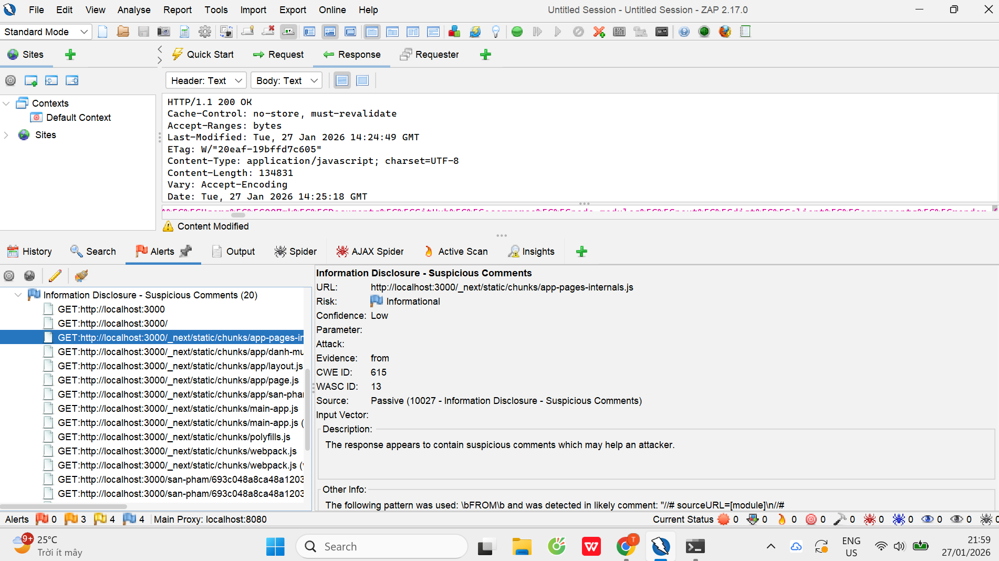 File Edit View Analyse Report Tools Import Export Online Help
Untitled Session - Untitled Session - ZAP 2.17.0
Standard Mode
Sites
Quick Start
Request
Response
Requester
Header: Text
Body: Text
Contexts
Default Context
Sites
HTTP/1.1 200 OK
Cache-Control: no-store, must-revalidate
Accept-Ranges: bytes
Last-Modified: Tue, 27 Jan 2026 14:24:49 GMT
ETag: W/"20eaf-19bffd7c605"
Content-Type: application/javascript; charset=UTF-8
Content-Length: 134831
Vary: Accept-Encoding
Date: Tue, 27 Jan 2026 14:25:18 GMT
Content Modified
History
Search
Alerts
Output
Spider
AJAX Spider
Active Scan
Insights
Information Disclosure - Suspicious Comments (20)
GET:http://localhost:3000
GET:http://localhost:3000/
GET:http://localhost:3000/_next/static/chunks/app-pages-in
GET:http://localhost:3000/_next/static/chunks/app/danh-mu
GET:http://localhost:3000/_next/static/chunks/app/layout.js
GET:http://localhost:3000/_next/static/chunks/app/page.js
GET:http://localhost:3000/_next/static/chunks/app/san-phan
GET:http://localhost:3000/_next/static/chunks/main-app.js
GET:http://localhost:3000/_next/static/chunks/main-app.js (
GET:http://localhost:3000/_next/static/chunks/polyfills.js
GET:http://localhost:3000/_next/static/chunks/webpack.js
GET:http://localhost:3000/_next/static/chunks/webpack.js (v
GET:http://localhost:3000/san-pham/693c048a8ca48a1203
GET:http://localhost:3000/san-pham/693c048a8ca48a1203
Information Disclosure - Suspicious Comments
URL: http://localhost:3000/_next/static/chunks/app-pages-internals.js
Risk: Informational
Confidence: Low
Parameter:
Attack:
Evidence: from
CWE ID: 615
WASC ID: 13
Source: Passive (10027 - Information Disclosure - Suspicious Comments)
Input Vector:
Description:
The response appears to contain suspicious comments which may help an attacker.
Other Info:
The following pattern was used: \bFROM\b and was detected in likely comment: "//# sourceURL=[module]\n//#
Alerts 0 3 4 4 Main Proxy: localhost:8080
Current Status 0 0 0 0 0 0 0 0 0 0
9+
25°C
Trời ít mây
Search
T
W
ENG
US
21:59
27/01/2026